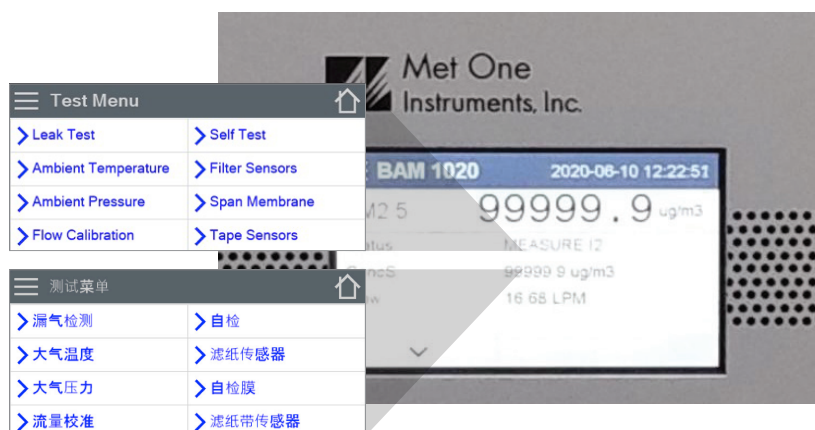 Met One
Instruments, Inc.
BAM 1020 2020-06-10 12:22:51
99999.9 ug/m3
MEASURE I2
99999.9 ug/m3
16.68 LPM
Test Menu
Leak Test Self Test
Ambient Temperature Filter Sensors
Ambient Pressure Span Membrane
Flow Calibration Tape Sensors
测试菜单
漏气检测 自检
大气温度 滤纸传感器
大气压力 自检膜
流量校准 滤纸带传感器